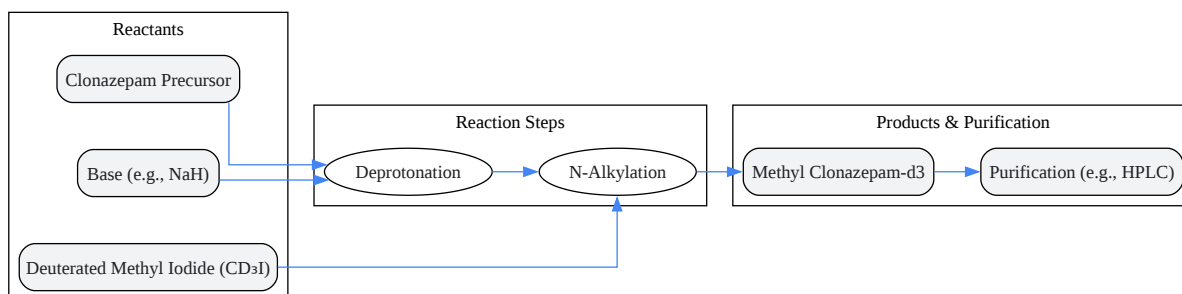 Reactants
Clonazepam Precursor
Base (e.g., NaH)
Deuterated Methyl Iodide (CD₃I)
Reaction Steps
Deprotonation
N-Alkylation
Products & Purification
Methyl Clonazepam-d3
Purification (e.g., HPLC)